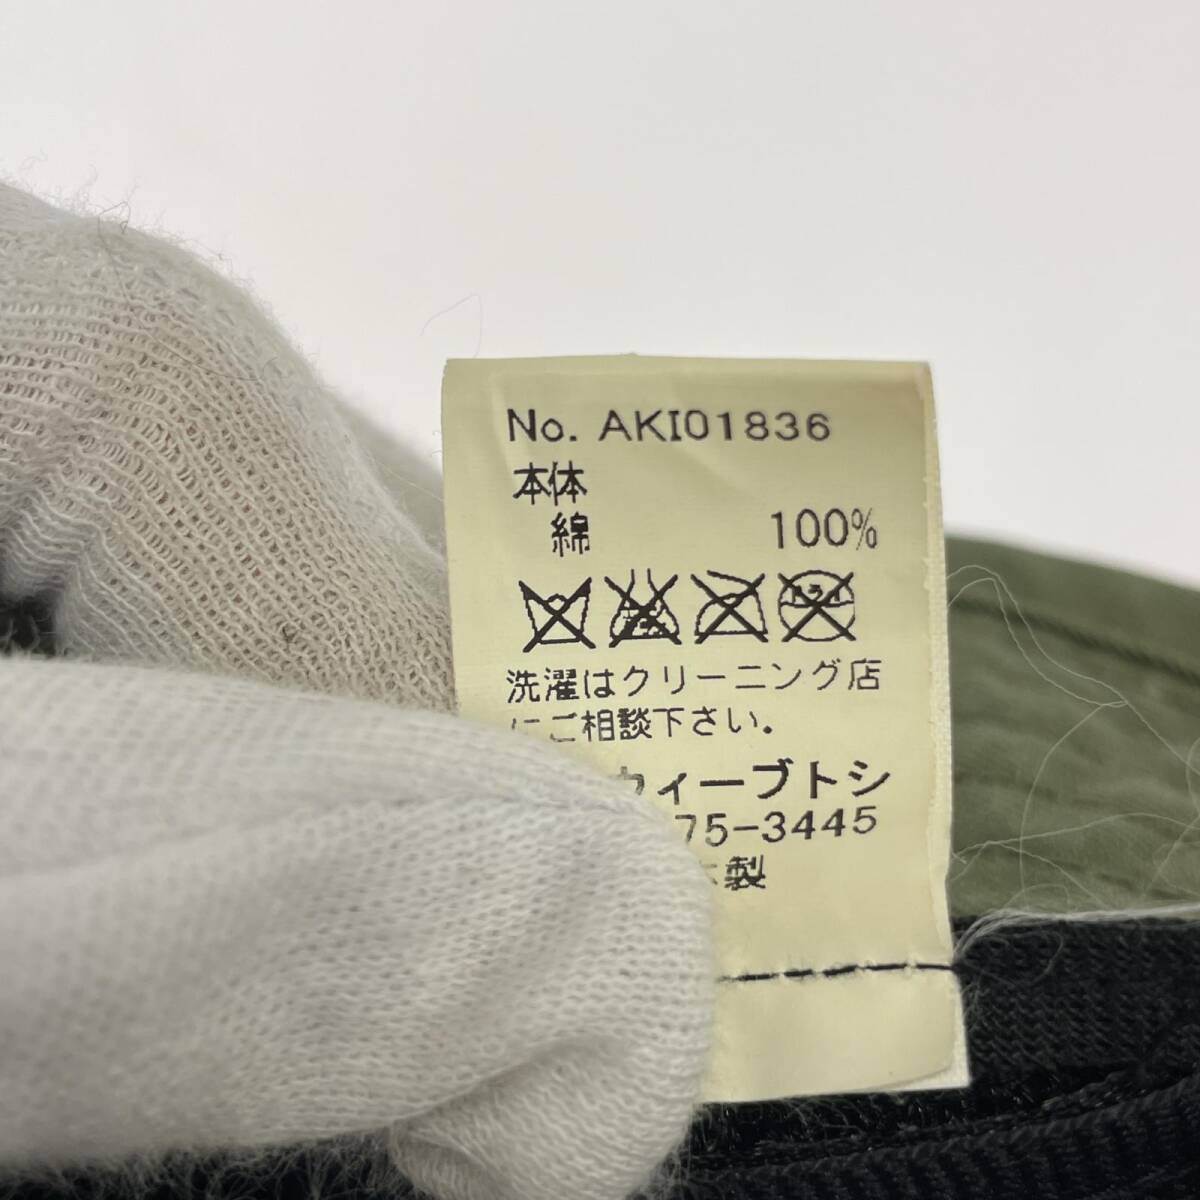 No. AKI01836
本体
綿 100%
洗濯はクリーニング店
にご相談下さい。
ウィーブトシ
75-3445
製